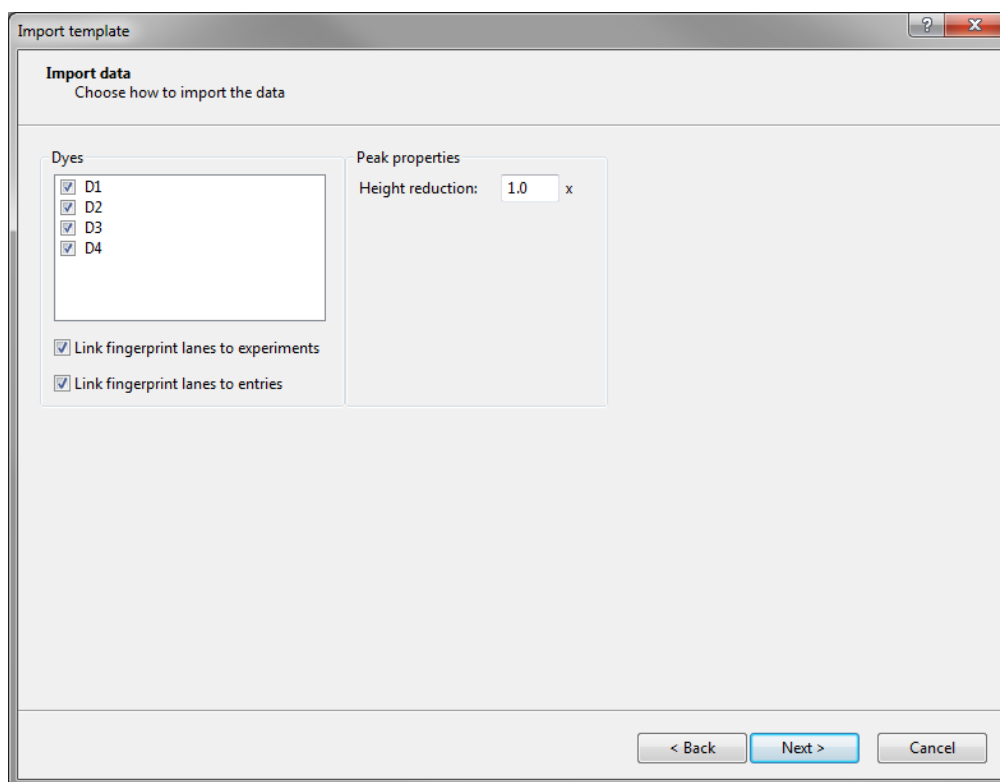 Import template
Import data
Choose how to import the data
Dyes
D1
D2
D3
D4
Link fingerprint lanes to experiments
Link fingerprint lanes to entries
Peak properties
Height reduction: 1.0 x
< Back Next > Cancel